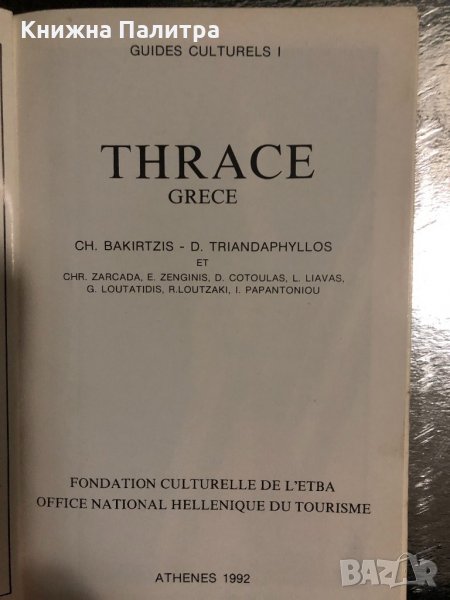 Книжна Палитра
GUIDES CULTURELS I
THRACE
GRECE
CH. BAKIRTZIS - D. TRIANDAPHYLLOS
ET
CHR. ZARCADA, E. ZENGINIS, D. COTOULAS, L. LIAVAS,
G. LOUTATIDIS, R.LOUTZAKI, I. PAPANTONIOU
FONDATION CULTURELLE DE L'ETBA
OFFICE NATIONAL HELLENIQUE DU TOURISME
ATHENES 1992
BAZAR